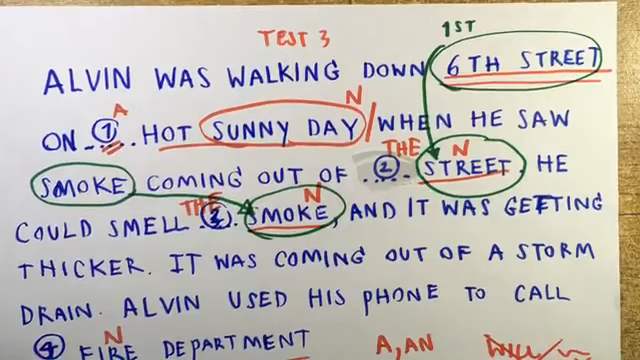 TEST 3
1ST
ALVIN WAS WALKING DOWN 6TH STREET
A
N
ON ..1.. HOT SUNNY DAY / WHEN HE SAW
THE
N
SMOKE COMING OUT OF ..2.. STREET. HE
THE
N
COULD SMELL ..3.. SMOKE, AND IT WAS GETTING
THICKER. IT WAS COMING OUT OF A STORM
DRAIN. ALVIN USED HIS PHONE TO CALL
N
4 FIRE DEPARTMENT
A, AN